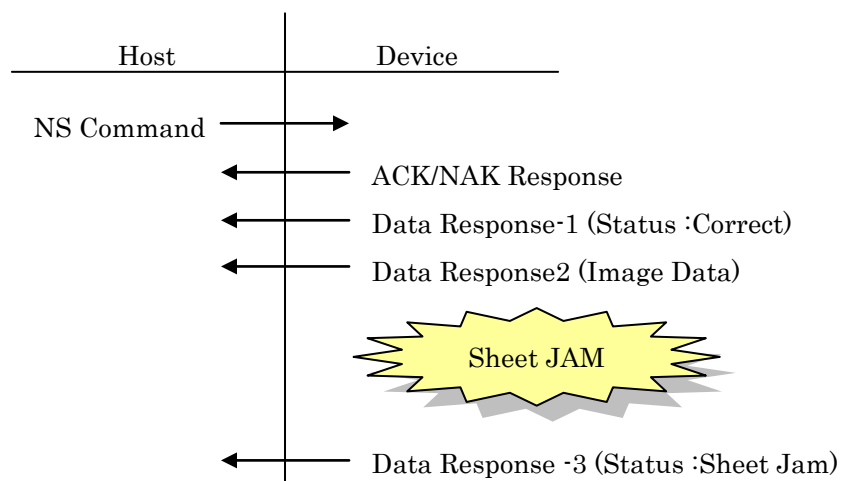 Host Device
NS Command
ACK/NAK Response
Data Response-1 (Status :Correct)
Data Response2 (Image Data)
Sheet JAM
Data Response -3 (Status :Sheet Jam)